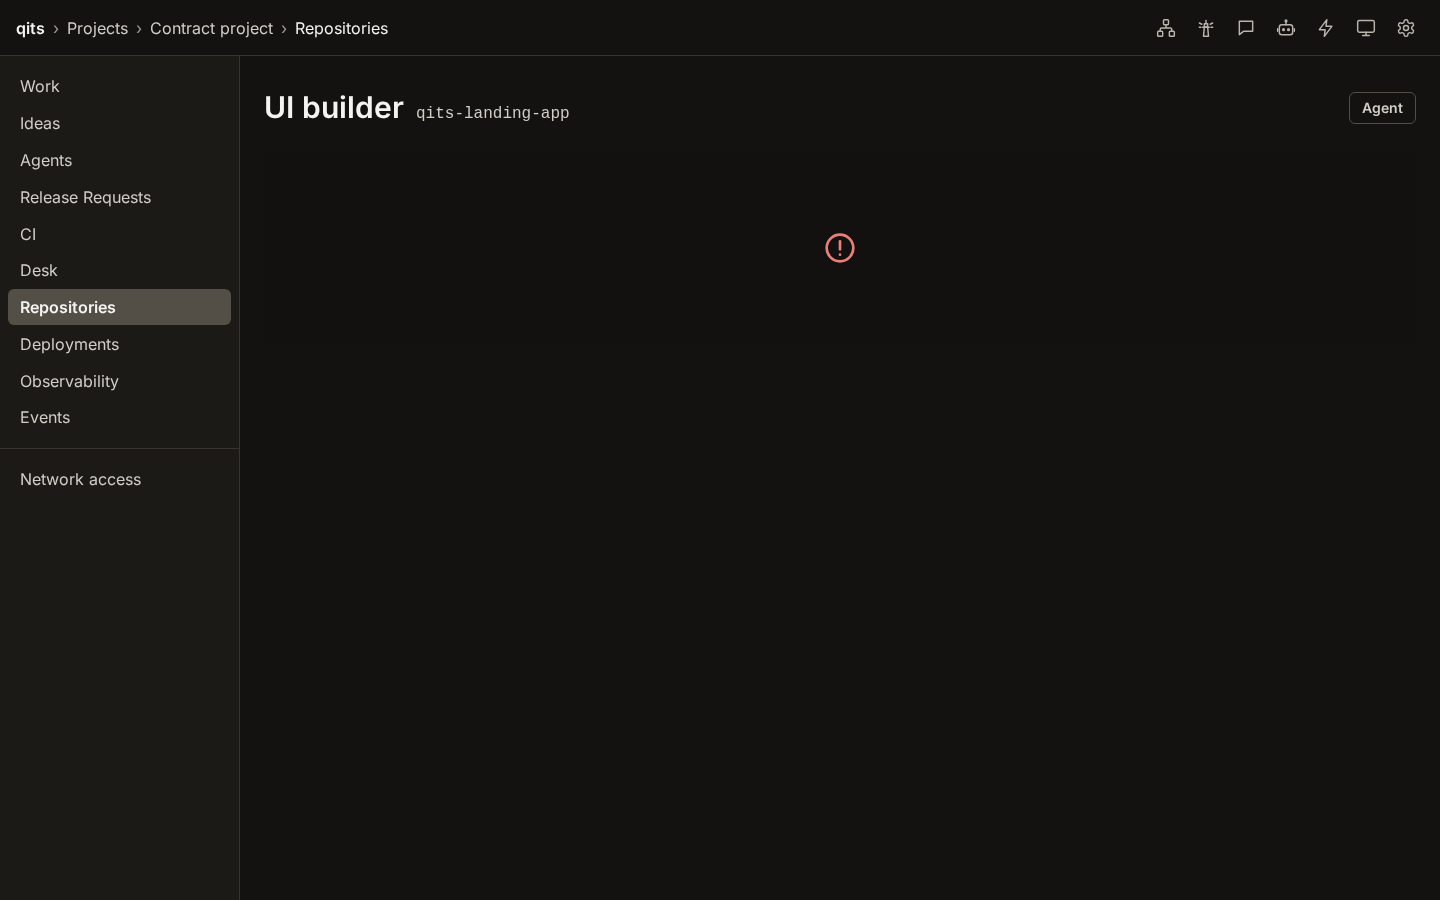 qits › Projects › Contract project › Repositories
Work
Ideas
Agents
Release Requests
CI
Desk
Repositories
Deployments
Observability
Events
Network access
UI builder qits-landing-app
Agent